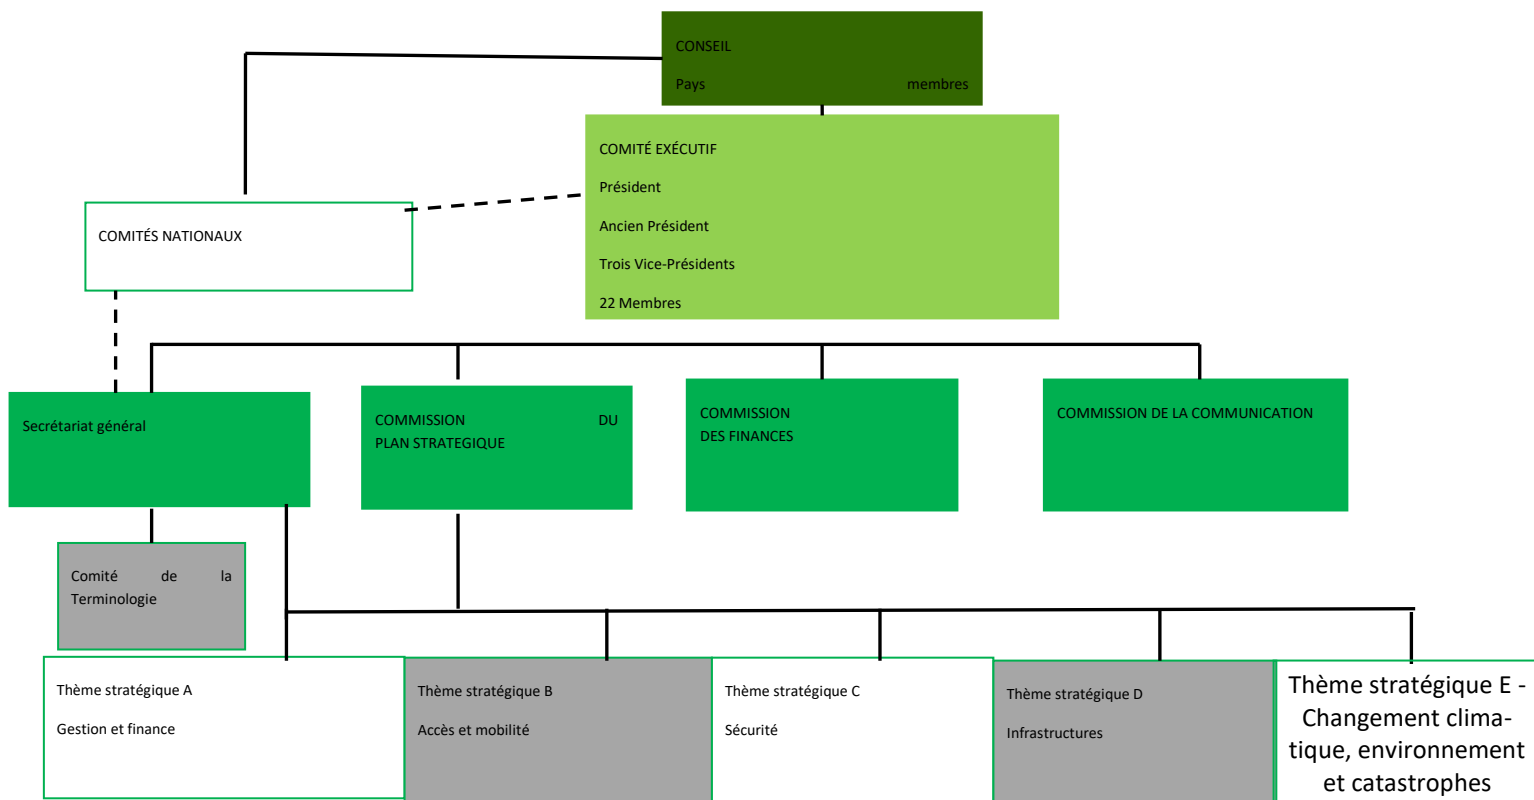 CONSEIL
Pays membres
COMITÉ EXÉCUTIF
Président
Ancien Président
Trois Vice-Présidents
22 Membres
COMITÉS NATIONAUX
Secrétariat général
COMMISSION DU
PLAN STRATEGIQUE
COMMISSION
DES FINANCES
COMMISSION DE LA COMMUNICATION
Comité de la
Terminologie
Thème stratégique A
Gestion et finance
Thème stratégique B
Accès et mobilité
Thème stratégique C
Sécurité
Thème stratégique D
Infrastructures
Thème stratégique E -
Changement clima-
tique, environnement
et catastrophes